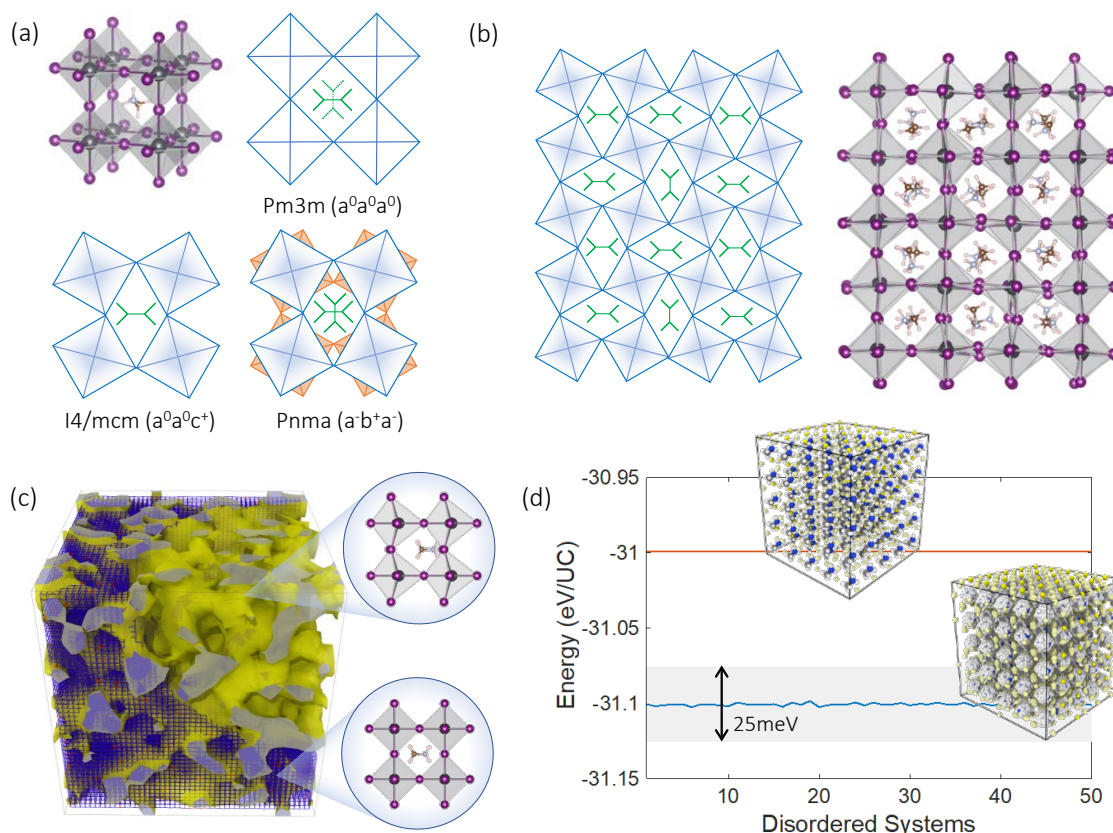 (a)
Pm3m (a⁰a⁰a⁰)
I4/mcm (a⁰a⁰c⁺)
Pnma (a⁻b⁺a⁻)
(b)
(c)
(d)
-30.95
-31
-31.05
-31.1
-31.15
Energy (eV/UC)
25meV
10
20
30
40
50
Disordered Systems